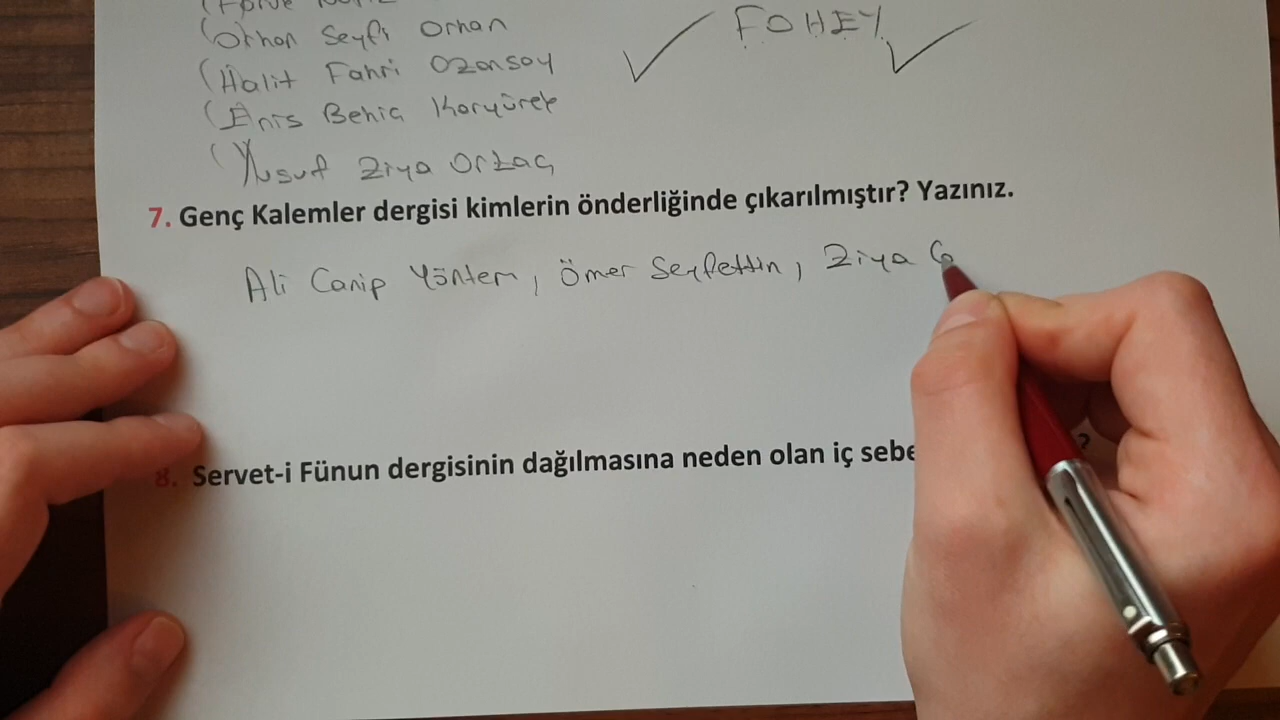 Orhan Seyfi Orhan
FOHEY
(Halit Fahri Ozansoy
(Enis Behiç Koryürek
(Yusuf Ziya Ortaç
7. Genç Kalemler dergisi kimlerin önderliğinde çıkarılmıştır? Yazınız.
Ali Canip Yöntem, Ömer Seyfettin, Ziya G
8. Servet-i Fünun dergisinin dağılmasına neden olan iç sebe ?